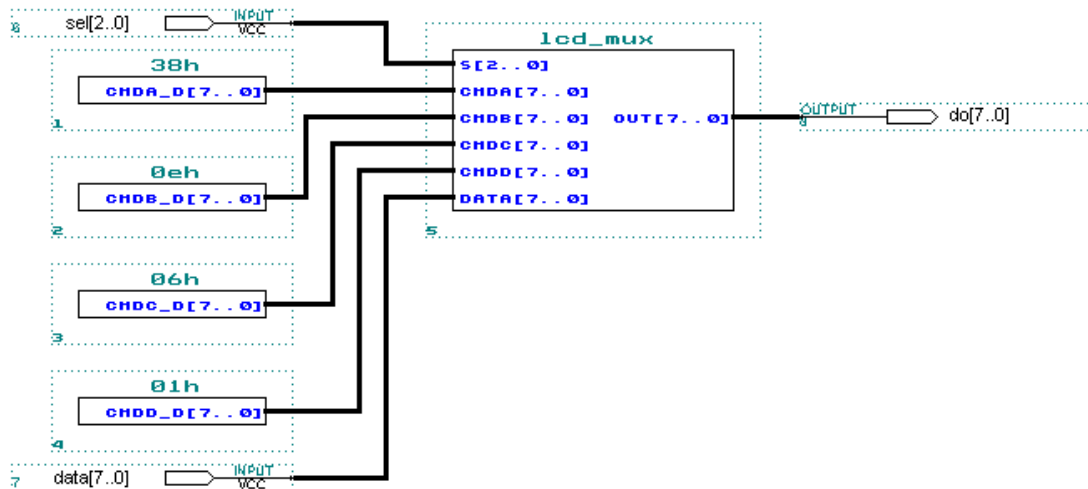 6 sel[2..0] INPUT
VCC
38h
CMDA_D[7..0]
1
0eh
CMDB_D[7..0]
2
06h
CMDC_D[7..0]
3
01h
CMDD_D[7..0]
4
7 data[7..0] INPUT
VCC
lcd_mux
S[2..0]
CMDA[7..0]
CMDB[7..0] OUT[7..0]
CMDC[7..0]
CMDD[7..0]
DATA[7..0]
5
OUTPUT do[7..0]